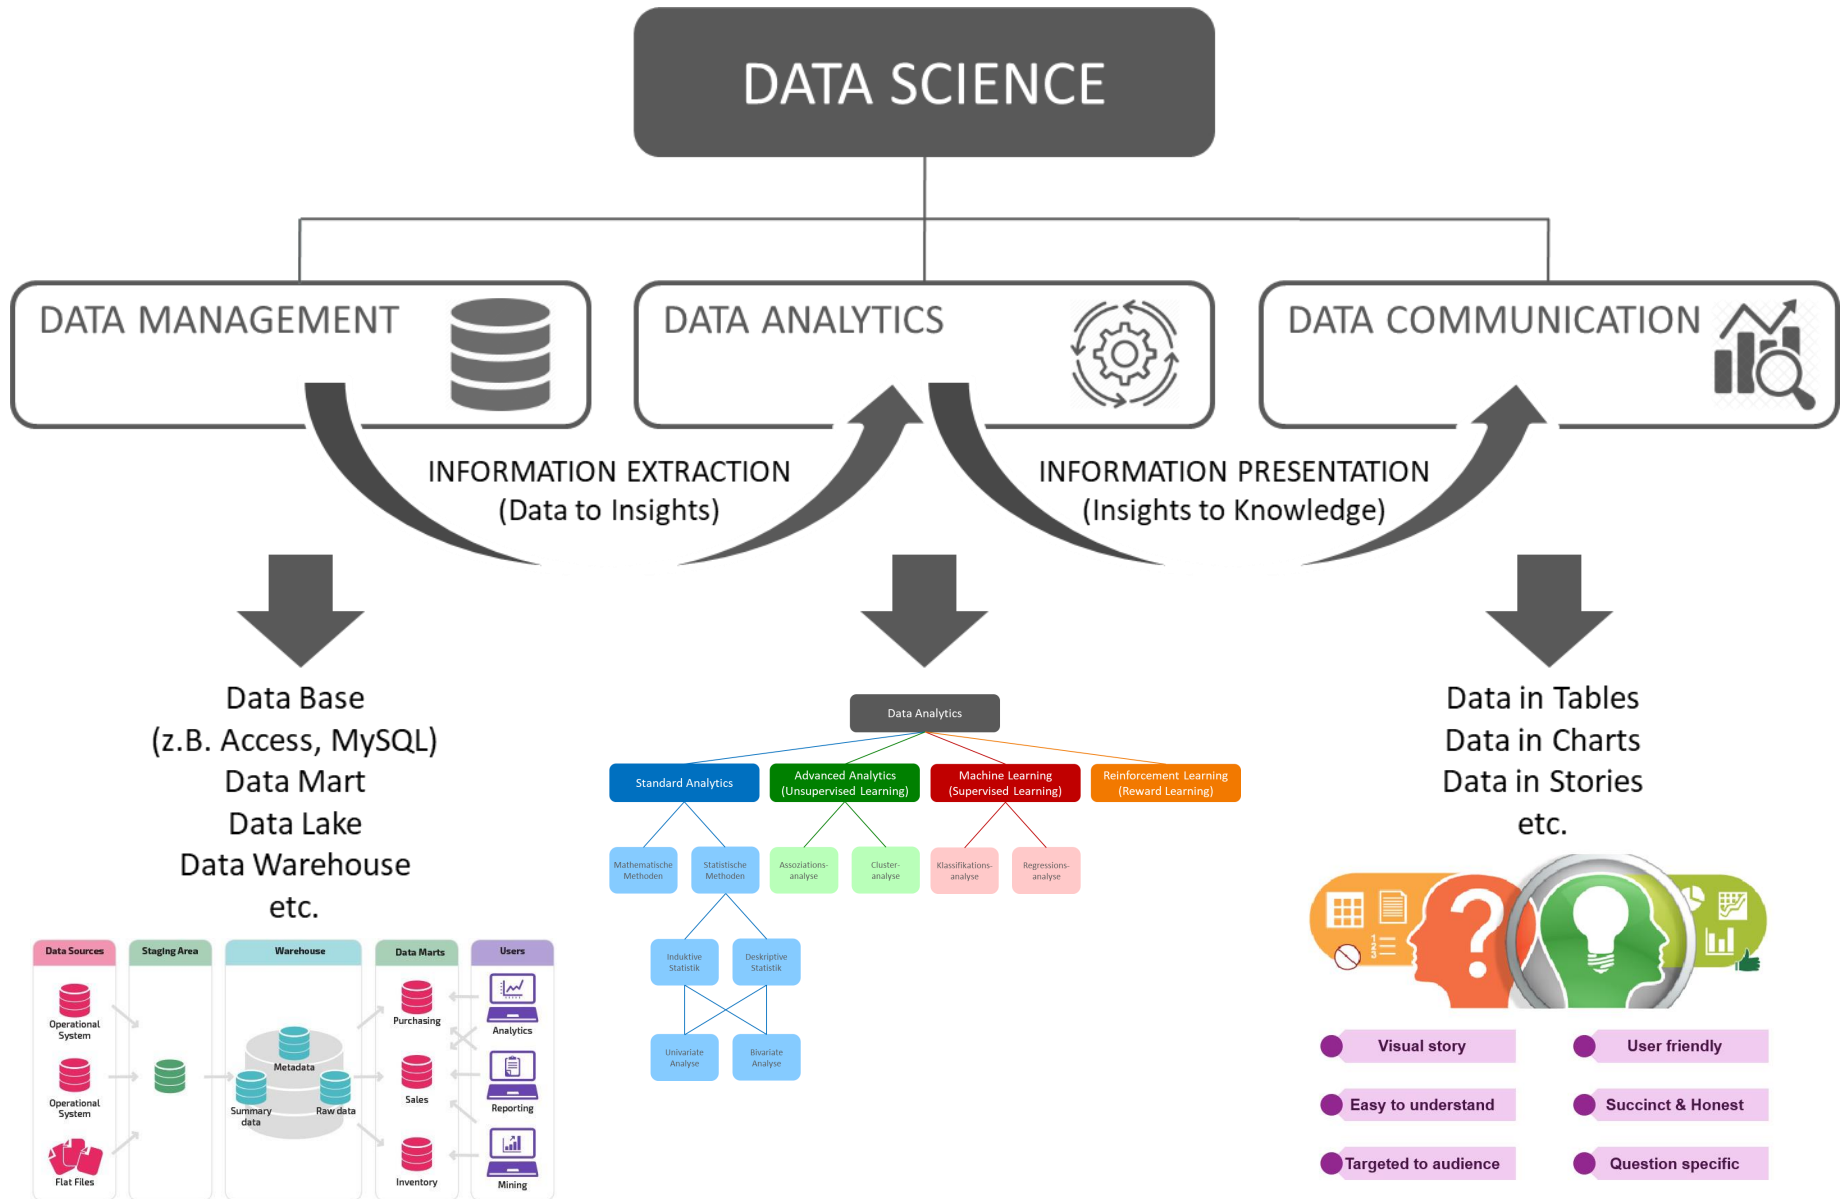 DATA SCIENCE
DATA MANAGEMENT
DATA ANALYTICS
DATA COMMUNICATION
INFORMATION EXTRACTION
(Data to Insights)
INFORMATION PRESENTATION
(Insights to Knowledge)
Data Base
(z.B. Access, MySQL)
Data Mart
Data Lake
Data Warehouse
etc.
Data Sources
Staging Area
Warehouse
Data Marts
Users
Operational
System
Operational
System
Flat Files
Metadata
Summary
data
Raw data
Purchasing
Sales
Inventory
Analytics
Reporting
Mining
Data Analytics
Standard Analytics
Advanced Analytics
(Unsupervised Learning)
Machine Learning
(Supervised Learning)
Reinforcement Learning
(Reward Learning)
Mathematische
Methoden
Statistische
Methoden
Assoziations-
analyse
Cluster-
analyse
Klassifikations-
analyse
Regressions-
analyse
Induktive
Statistik
Deskriptive
Statistik
Univariate
Analyse
Bivariate
Analyse
Data in Tables
Data in Charts
Data in Stories
etc.
1
2
3
?
Visual story
User friendly
Easy to understand
Succinct & Honest
Targeted to audience
Question specific